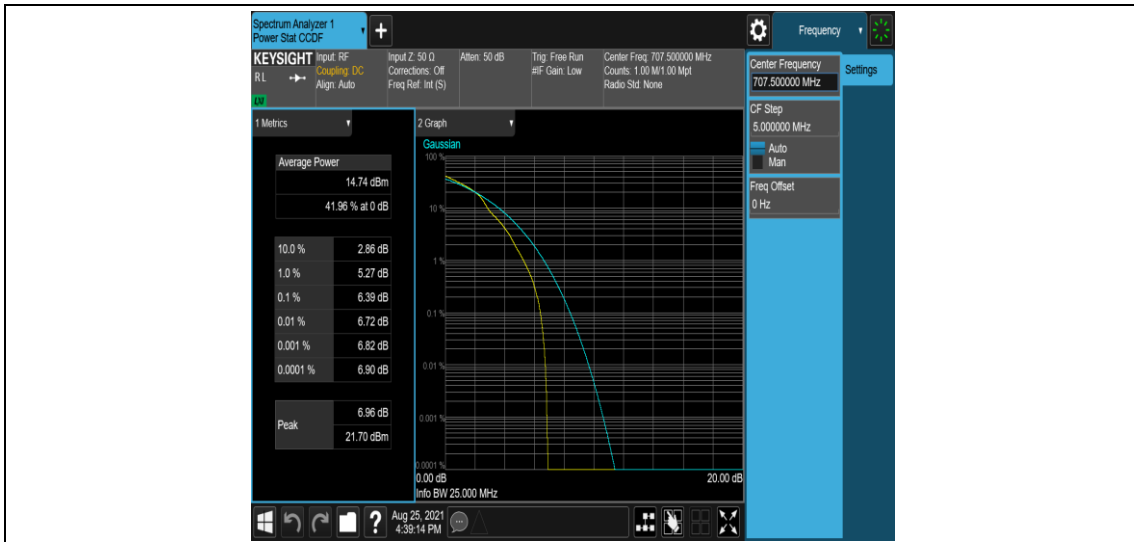 Spectrum Analyzer 1
Power Stat CCDF
Frequency
KEYSIGHT
RL
LXI
Input: RF
Coupling: DC
Align: Auto
Input Z: 50 Ω
Corrections: Off
Freq Ref: Int (S)
Atten: 50 dB
Trig: Free Run
#IF Gain: Low
Center Freq: 707.500000 MHz
Counts: 1.00 M/1.00 Mpt
Radio Std: None
Center Frequency
707.500000 MHz
Settings
CF Step
5.000000 MHz
Auto
Man
Freq Offset
0 Hz
1 Metrics
Average Power
14.74 dBm
41.96 % at 0 dB
10.0 % 2.86 dB
1.0 % 5.27 dB
0.1 % 6.39 dB
0.01 % 6.72 dB
0.001 % 6.82 dB
0.0001 % 6.90 dB
Peak
6.96 dB
21.70 dBm
2 Graph
Gaussian
100 %
10 %
1 %
0.1 %
0.01 %
0.001 %
0.0001 %
0.00 dB 20.00 dB
Info BW 25.000 MHz
?
Aug 25, 2021
4:39:14 PM